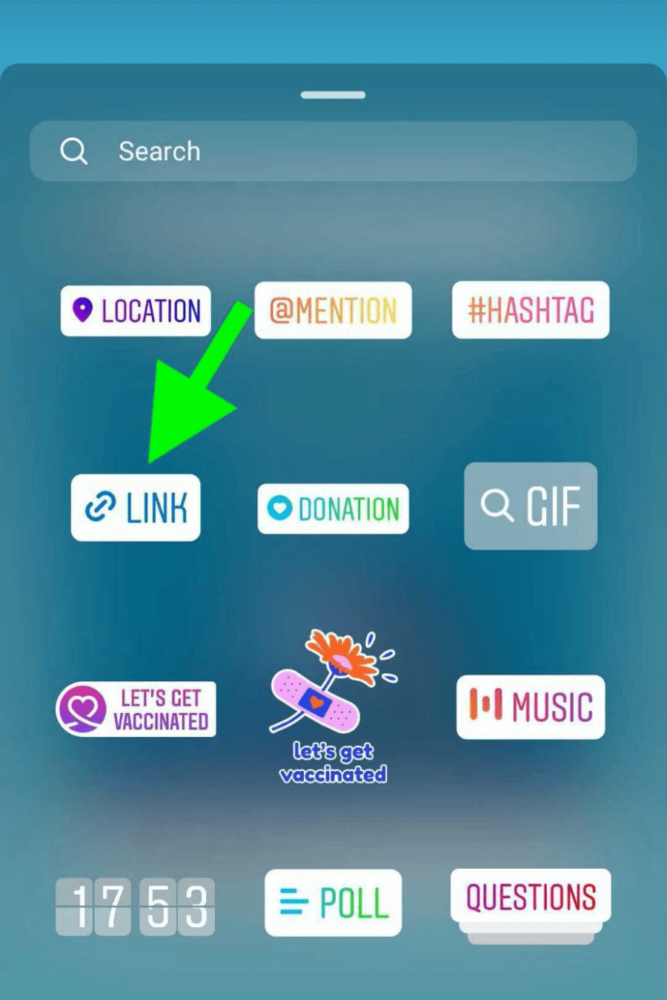 Search
LOCATION
@MENTION
#HASHTAG
LINK
DONATION
GIF
LET'S GET
VACCINATED
let's get
vaccinated
MUSIC
17 53
POLL
QUESTIONS